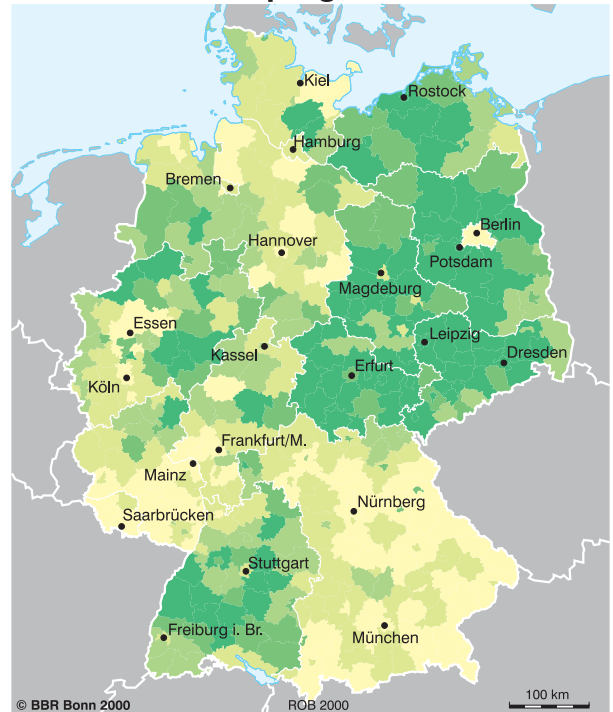 Kiel
Rostock
Hamburg
Bremen
Berlin
Hannover
Potsdam
Magdeburg
Essen
Leipzig
Kassel
Dresden
Erfurt
Köln
Frankfurt/M.
Mainz
Nürnberg
Saarbrücken
Stuttgart
Freiburg i. Br.
München
100 km
© BBR Bonn 2000
ROB 2000